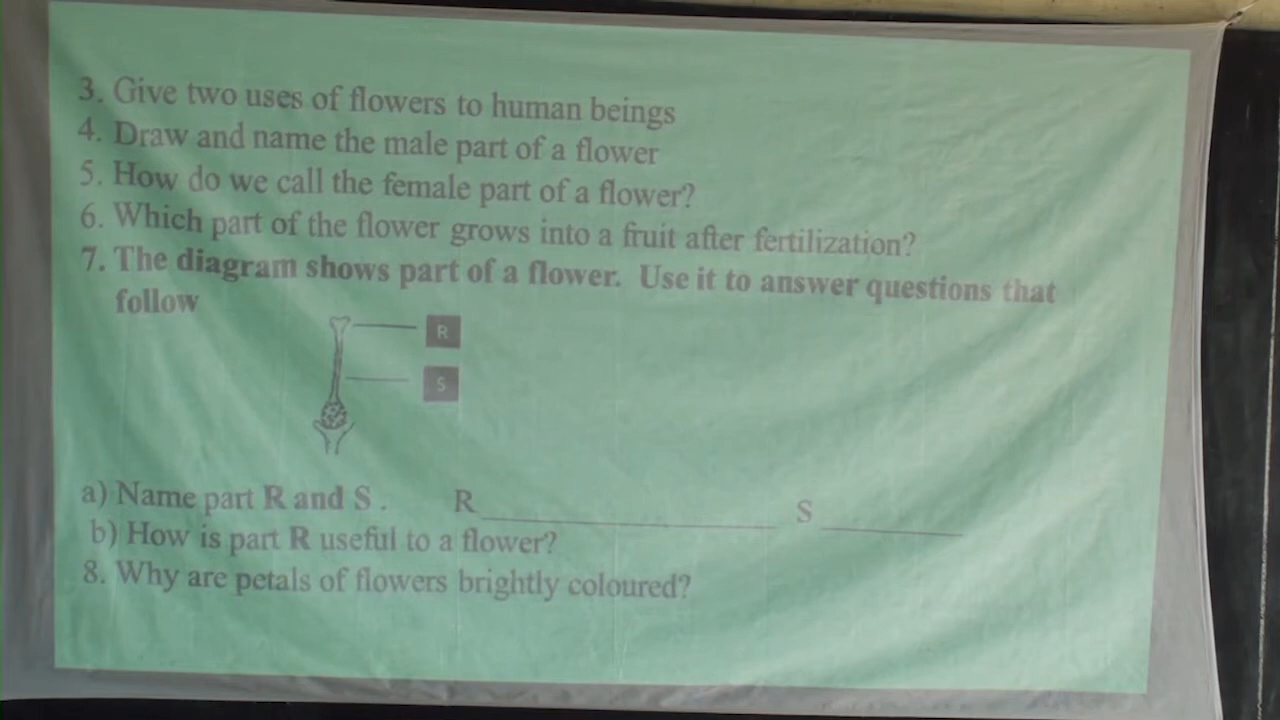 3. Give two uses of flowers to human beings
4. Draw and name the male part of a flower
5. How do we call the female part of a flower?
6. Which part of the flower grows into a fruit after fertilization?
7. The diagram shows part of a flower. Use it to answer questions that
follow
R
S
a) Name part R and S. R__________ S__________
b) How is part R useful to a flower?
8. Why are petals of flowers brightly coloured?